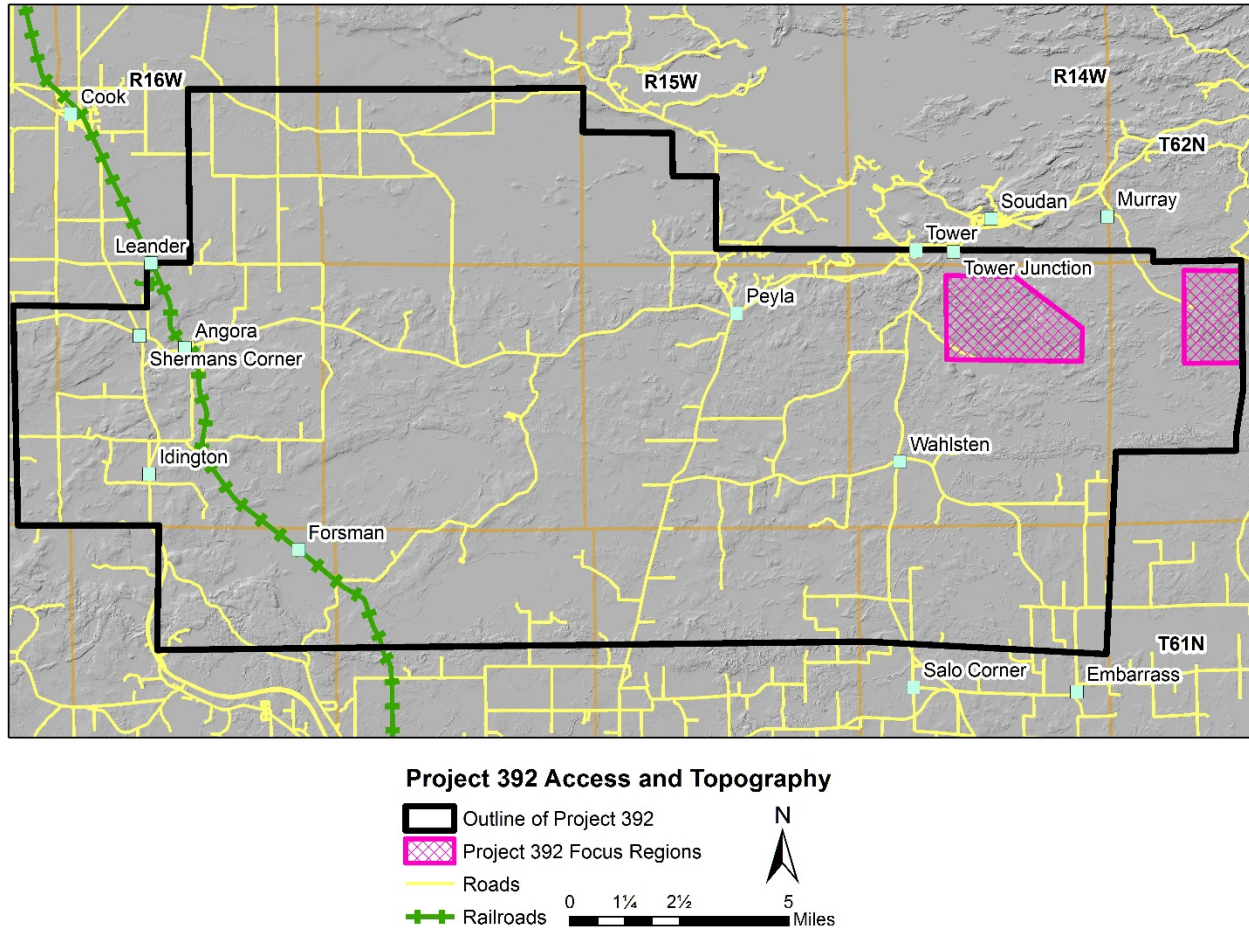 R16W
R15W
R14W
Cook
T62N
Soudan
Murray
Tower
Leander
Tower Junction
Peyla
Angora
Shermans Corner
Wahlsten
Idington
Forsman
T61N
Salo Corner
Embarrass
Project 392 Access and Topography
Outline of Project 392
N
Project 392 Focus Regions
Roads
0 1¼ 2½ 5
Railroads
Miles